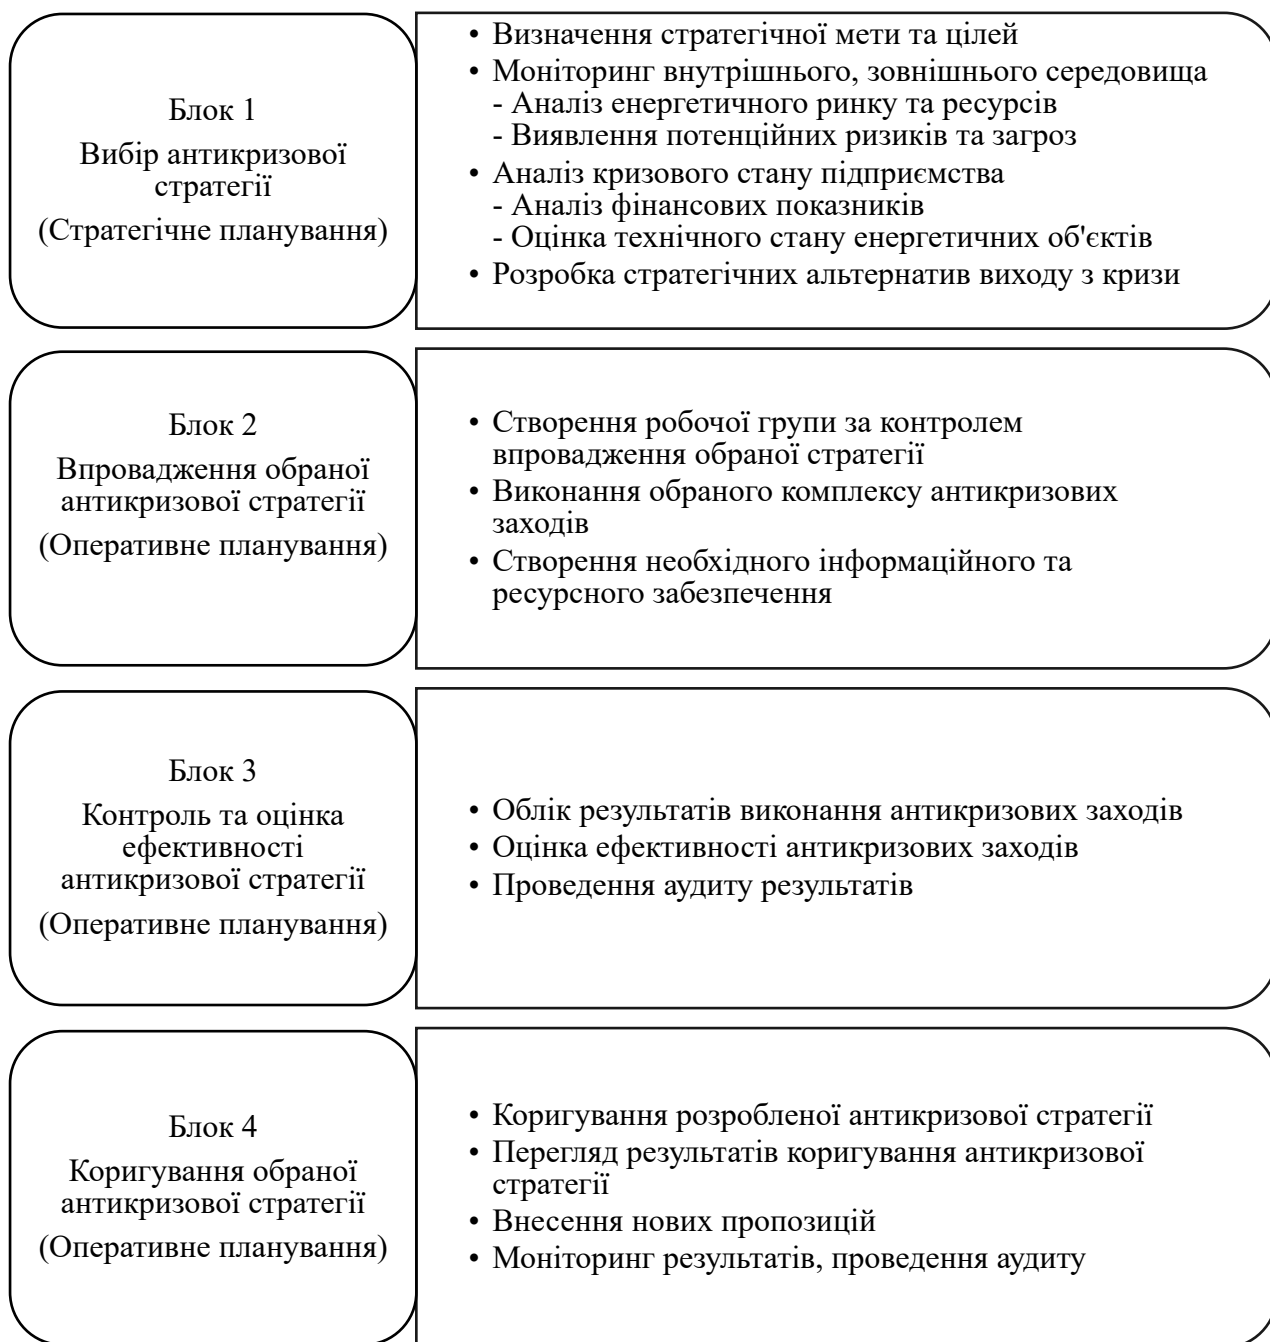 Блок 1
Вибір антикризової
стратегії
(Стратегічне планування)
• Визначення стратегічної мети та цілей
• Моніторинг внутрішнього, зовнішнього середовища
- Аналіз енергетичного ринку та ресурсів
- Виявлення потенційних ризиків та загроз
• Аналіз кризового стану підприємства
- Аналіз фінансових показників
- Оцінка технічного стану енергетичних об'єктів
• Розробка стратегічних альтернатив виходу з кризи
Блок 2
Впровадження обраної
антикризової стратегії
(Оперативне планування)
• Створення робочої групи за контролем
впровадження обраної стратегії
• Виконання обраного комплексу антикризових
заходів
• Створення необхідного інформаційного та
ресурсного забезпечення
Блок 3
Контроль та оцінка
ефективності
антикризової стратегії
(Оперативне планування)
• Облік результатів виконання антикризових заходів
• Оцінка ефективності антикризових заходів
• Проведення аудиту результатів
Блок 4
Коригування обраної
антикризової стратегії
(Оперативне планування)
• Коригування розробленої антикризової стратегії
• Перегляд результатів коригування антикризової
стратегії
• Внесення нових пропозицій
• Моніторинг результатів, проведення аудиту